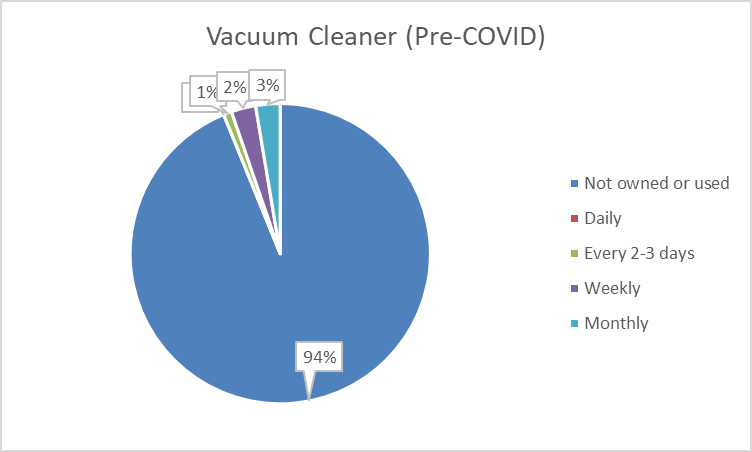 Vacuum Cleaner (Pre-COVID)
1%
2%
3%
Not owned or used
Daily
Every 2-3 days
Weekly
Monthly
94%